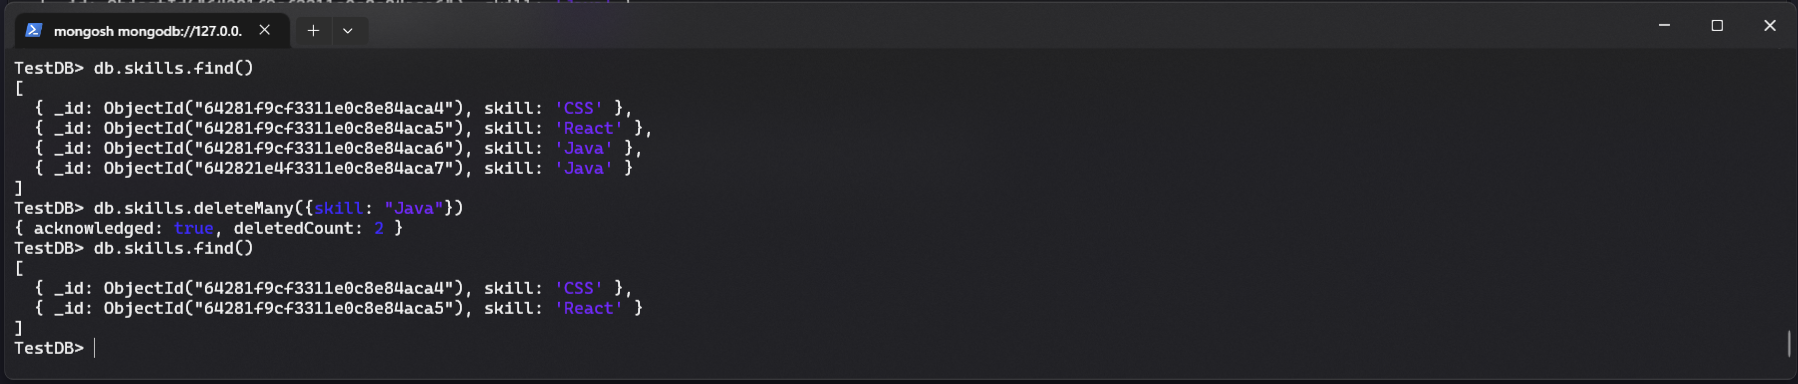 mongosh mongodb://127.0.0.
TestDB> db.skills.find()
[
  { _id: ObjectId("64281f9cf3311e0c8e84aca4"), skill: 'CSS' },
  { _id: ObjectId("64281f9cf3311e0c8e84aca5"), skill: 'React' },
  { _id: ObjectId("64281f9cf3311e0c8e84aca6"), skill: 'Java' },
  { _id: ObjectId("642821e4f3311e0c8e84aca7"), skill: 'Java' }
]
TestDB> db.skills.deleteMany({skill: "Java"})
{ acknowledged: true, deletedCount: 2 }
TestDB> db.skills.find()
[
  { _id: ObjectId("64281f9cf3311e0c8e84aca4"), skill: 'CSS' },
  { _id: ObjectId("64281f9cf3311e0c8e84aca5"), skill: 'React' }
]
TestDB>